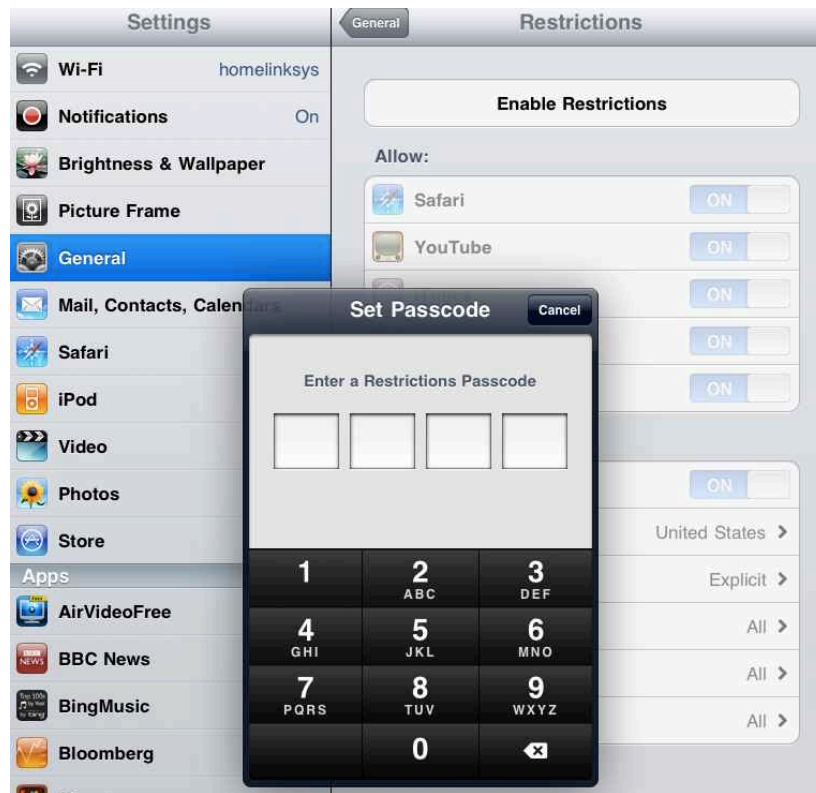 Settings
Wi-Fi homelinksys
Notifications On
Brightness & Wallpaper
Picture Frame
General
Mail, Contacts, Calendars
Safari
iPod
Video
Photos
Store
Apps
AirVideoFree
BBC News
BingMusic
Bloomberg
General Restrictions
Enable Restrictions
Allow:
Safari ON
YouTube ON
ON
ON
ON
ON
United States
Explicit
All
All
All
Set Passcode Cancel
Enter a Restrictions Passcode
1 2 3
ABC DEF
4 5 6
GHI JKL MNO
7 8 9
PQRS TUV WXYZ
0